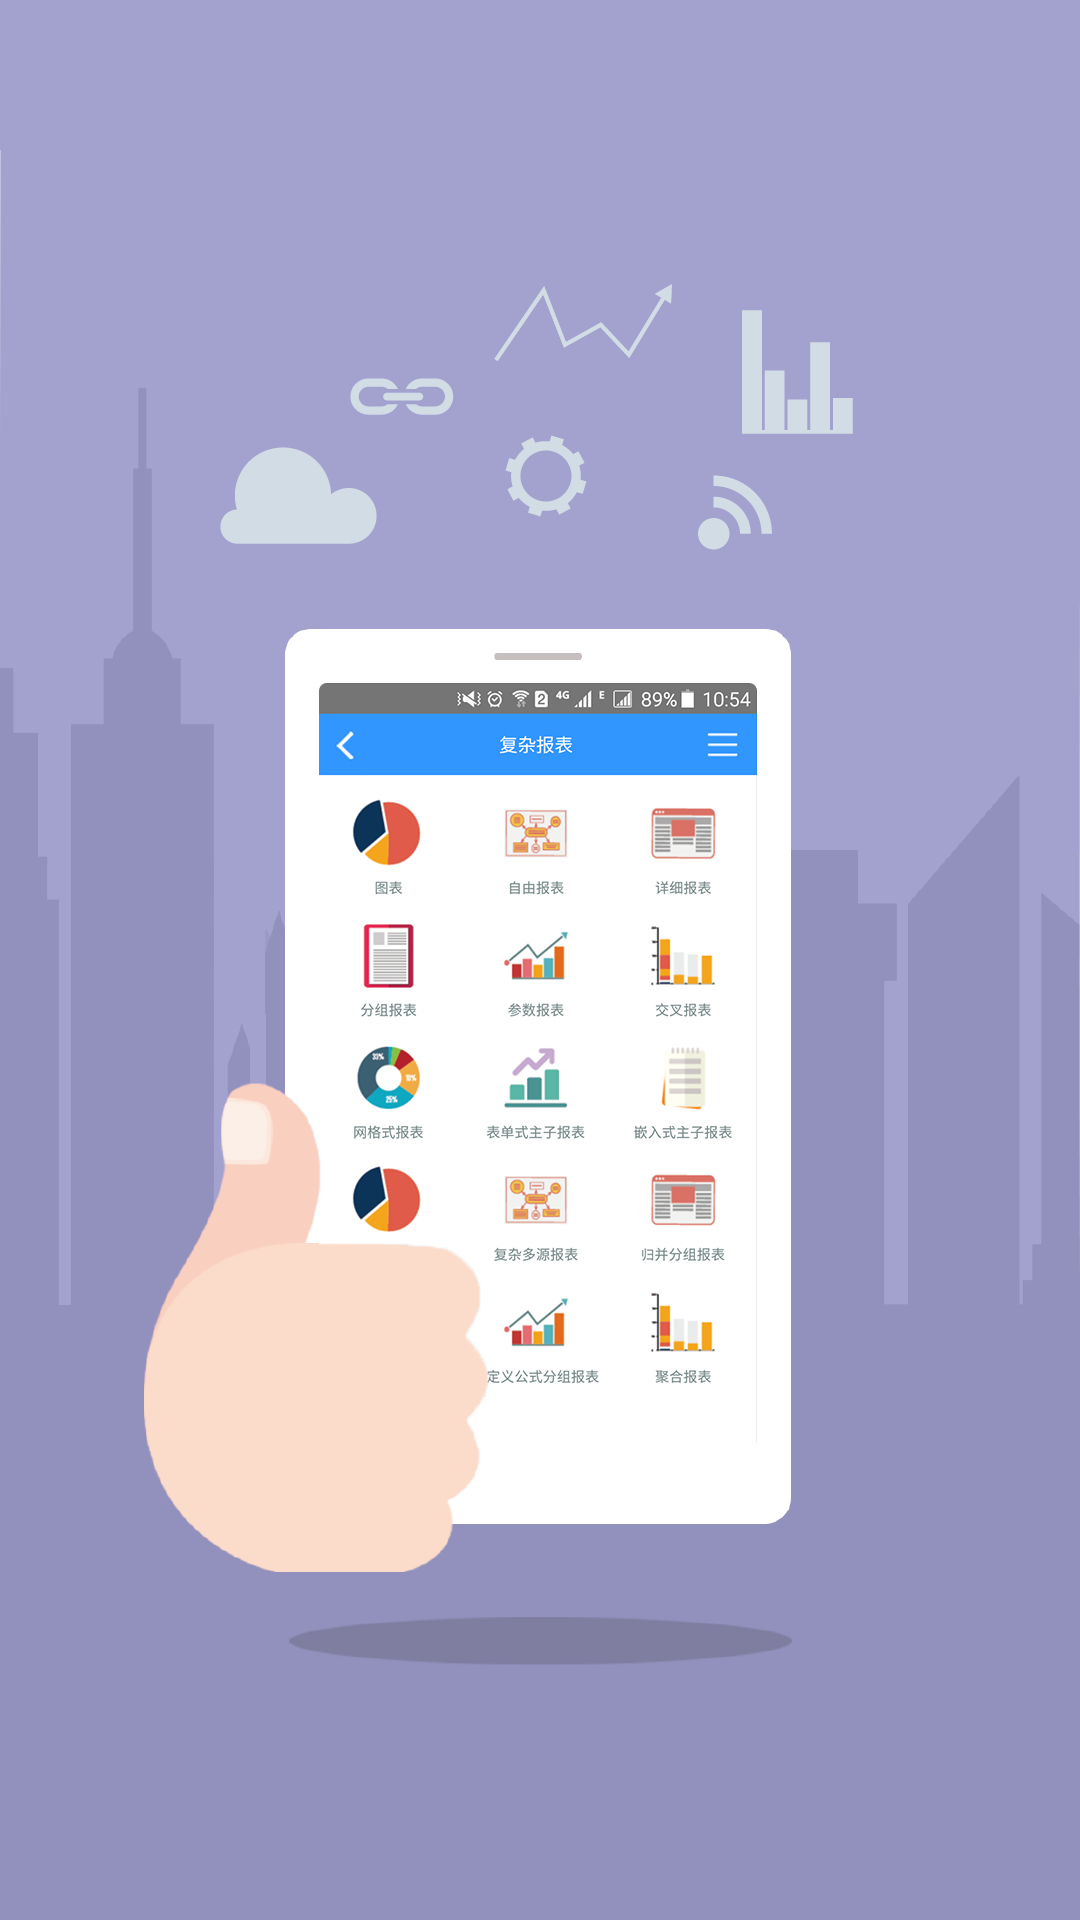 4G E 89% 10:54
复杂报表
图表 自由报表 详细报表
分组报表 参数报表 交叉报表
网格式报表 表单式主子报表 嵌入式主子报表
复杂多源报表 归并分组报表
定义公式分组报表 聚合报表